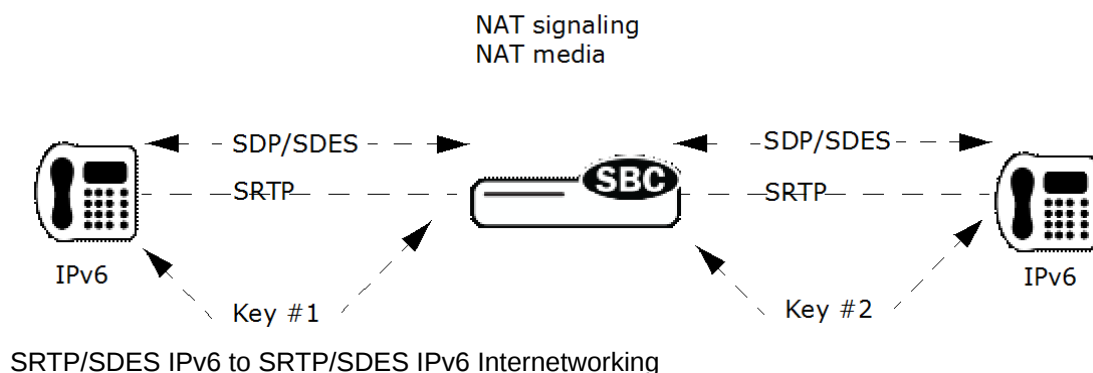 NAT signaling
NAT media
SDP/SDES
SDP/SDES
SBC
SRTP
SRTP
IPv6
IPv6
Key #1
Key #2
SRTP/SDES IPv6 to SRTP/SDES IPv6 Internetworking